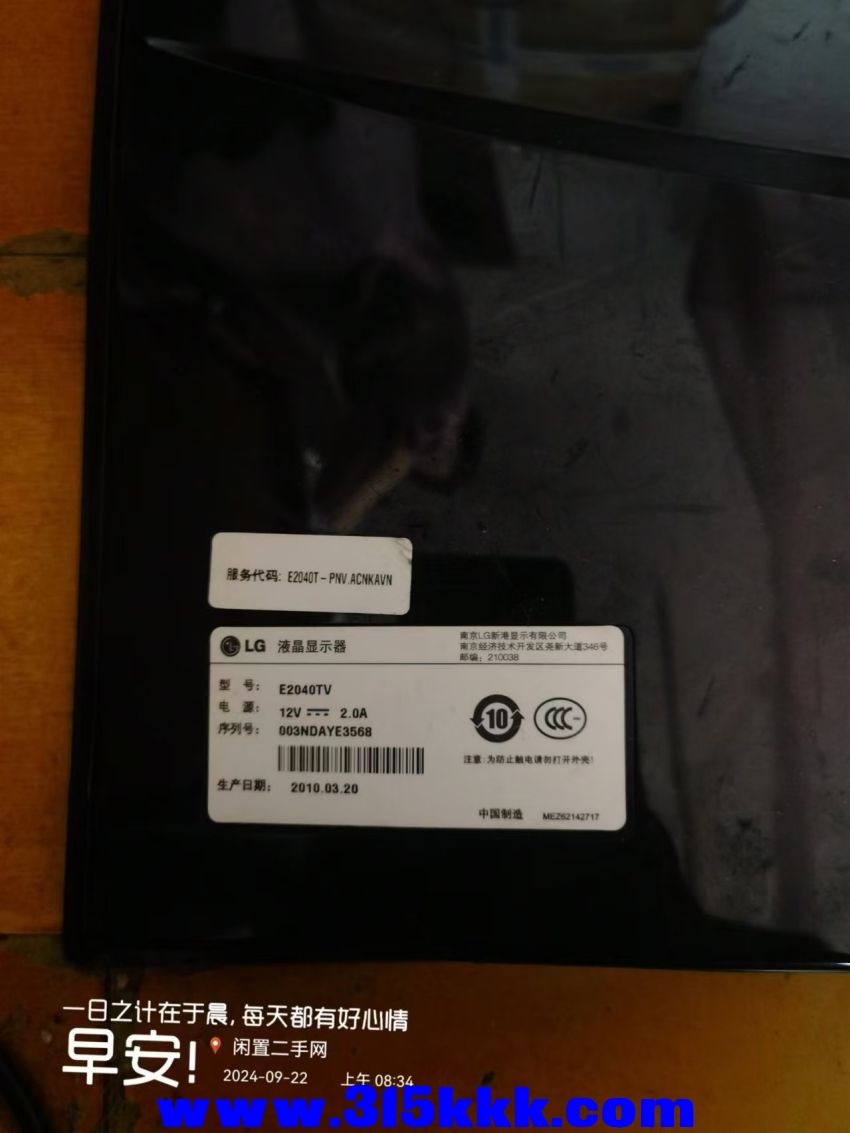 服务代码: E2040T-PNV.ACNKAVN
LG 液晶显示器
南京LG新港显示有限公司
南京经济技术开发区尧新大道346号
邮编: 210038
型 号: E2040TV
电 源: 12V 2.0A
序列号: 003NDAYE3568
10
CCC
注意:为防止触电请勿打开外壳!
生产日期: 2010.03.20
中国制造 MEZ62142717
一日之计在于晨,每天都有好心情
早安!
闲置二手网
2024-09-22 上午 08:34
www.315kkk.com